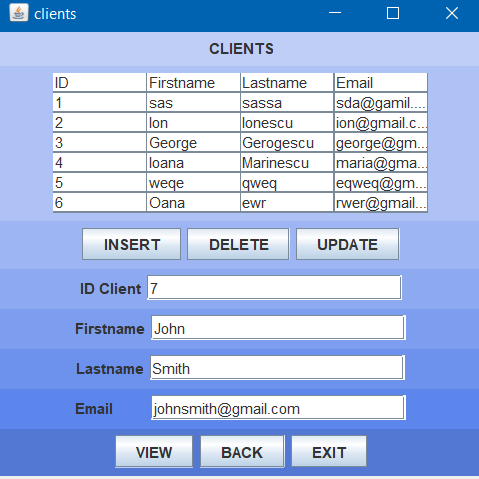 clients
CLIENTS
ID Firstname Lastname Email
1 sas sassa sda@gamil....
2 Ion Ionescu ion@gmail.c...
3 George Gerogescu george@gm...
4 Ioana Marinescu maria@gma...
5 weqe qweq eqweq@gm...
6 Oana ewr rwer@gmail...
INSERT DELETE UPDATE
ID Client 7
Firstname John
Lastname Smith
Email johnsmith@gmail.com
VIEW BACK EXIT